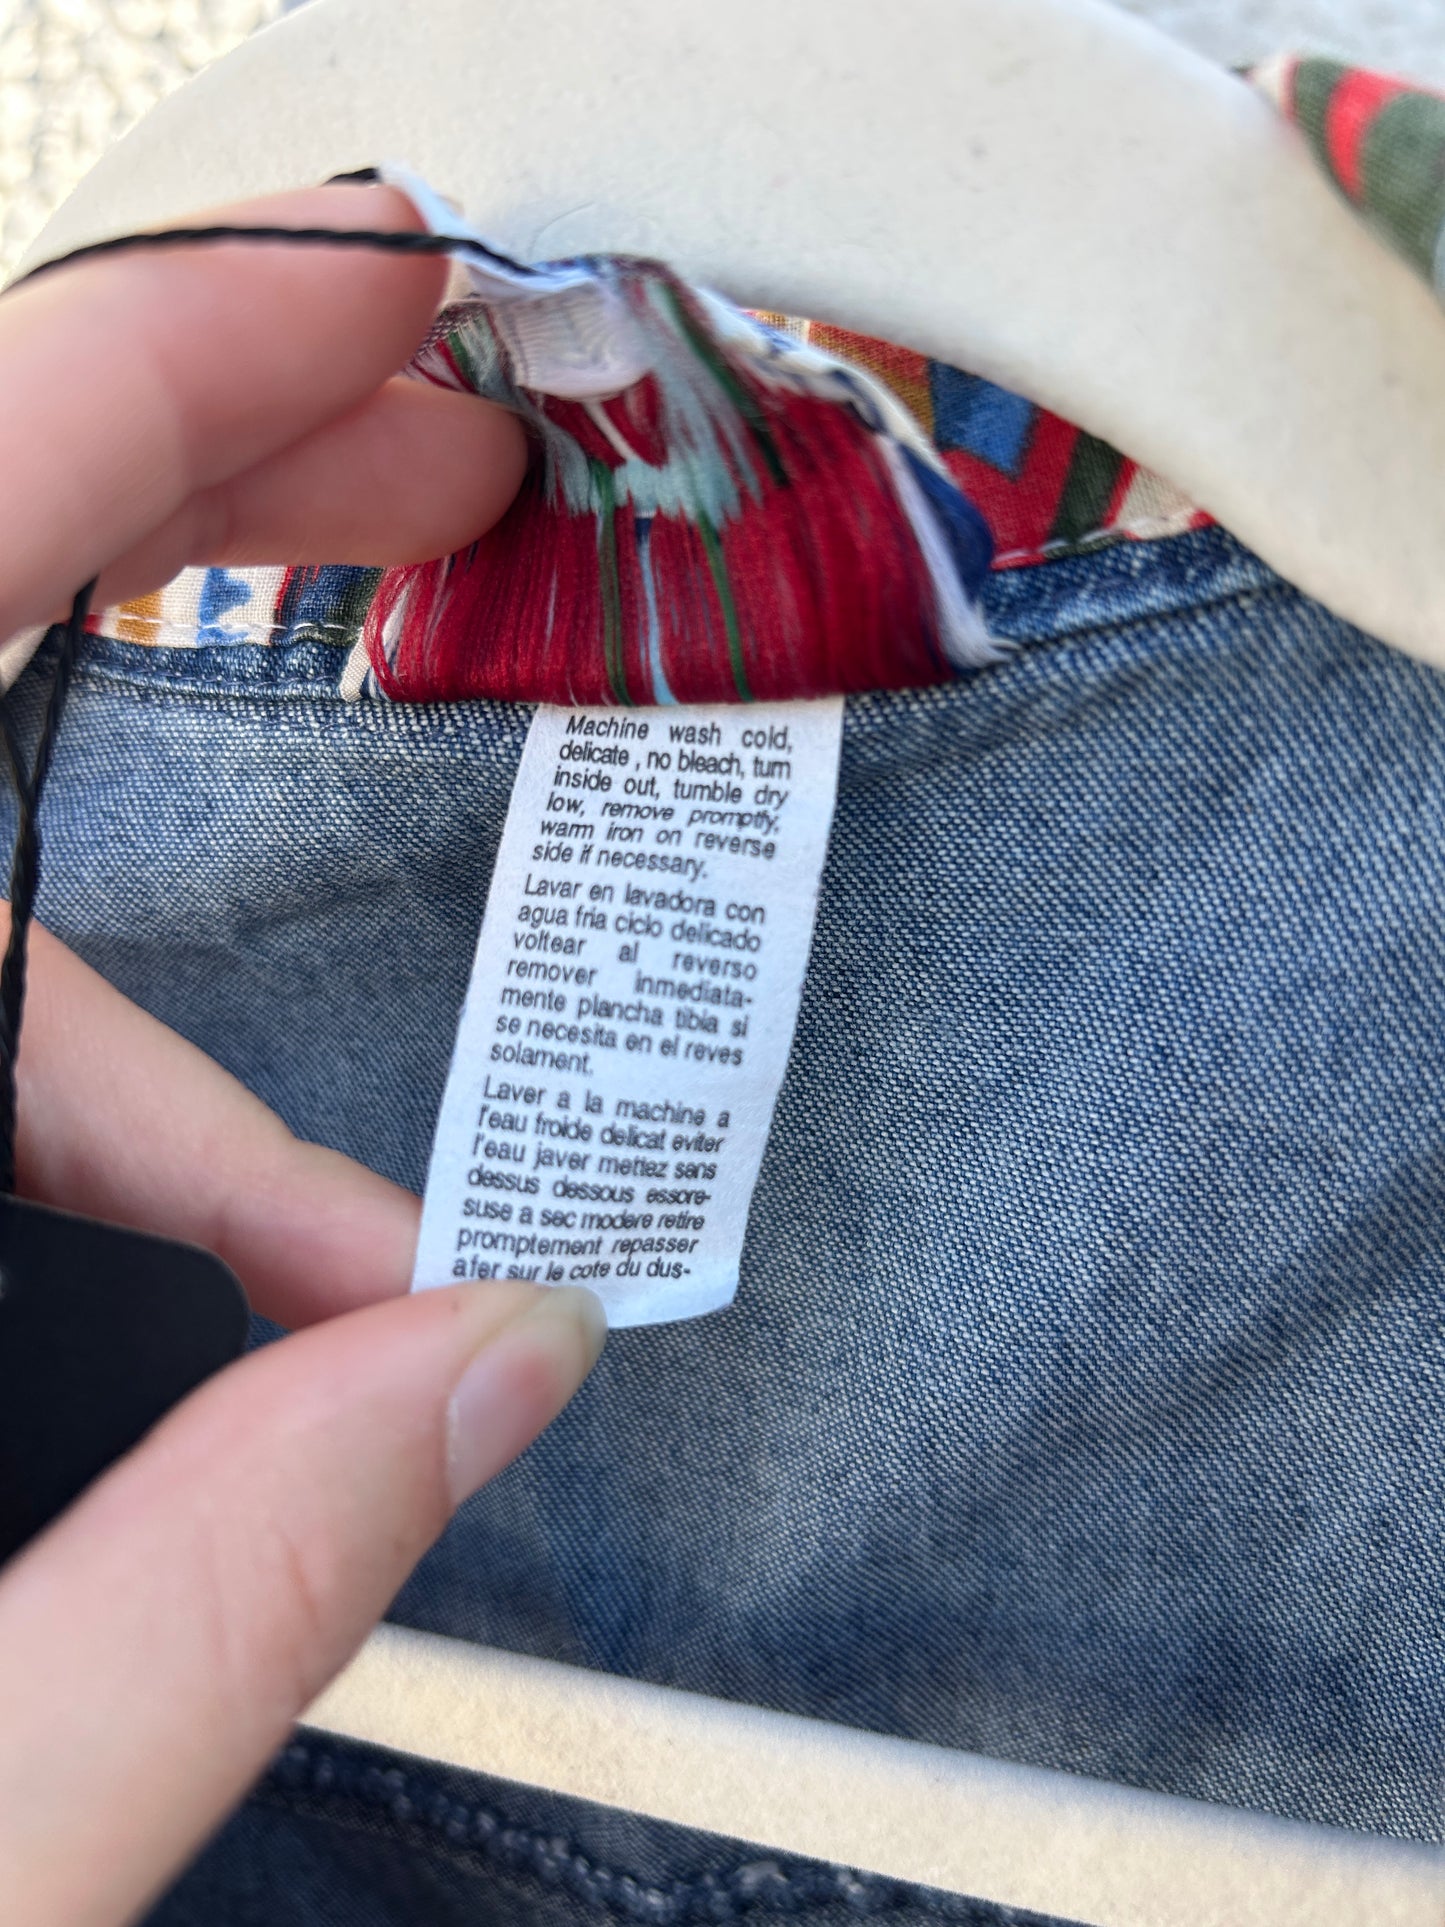 Machine wash cold,
delicate , no bleach, turn
inside out, tumble dry
low, remove promptly,
warm iron on reverse
side if necessary.
Lavar en lavadora con
agua fria ciclo delicado
voltear al reverso
remover inmediata-
mente plancha tibia si
se necesita en el reves
solament.
Laver a la machine a
l'eau froide delicat eviter
l'eau javer mettez sans
dessus dessous essore-
suse a sec modere retire
promptement repasser
afer sur le cote du dus-